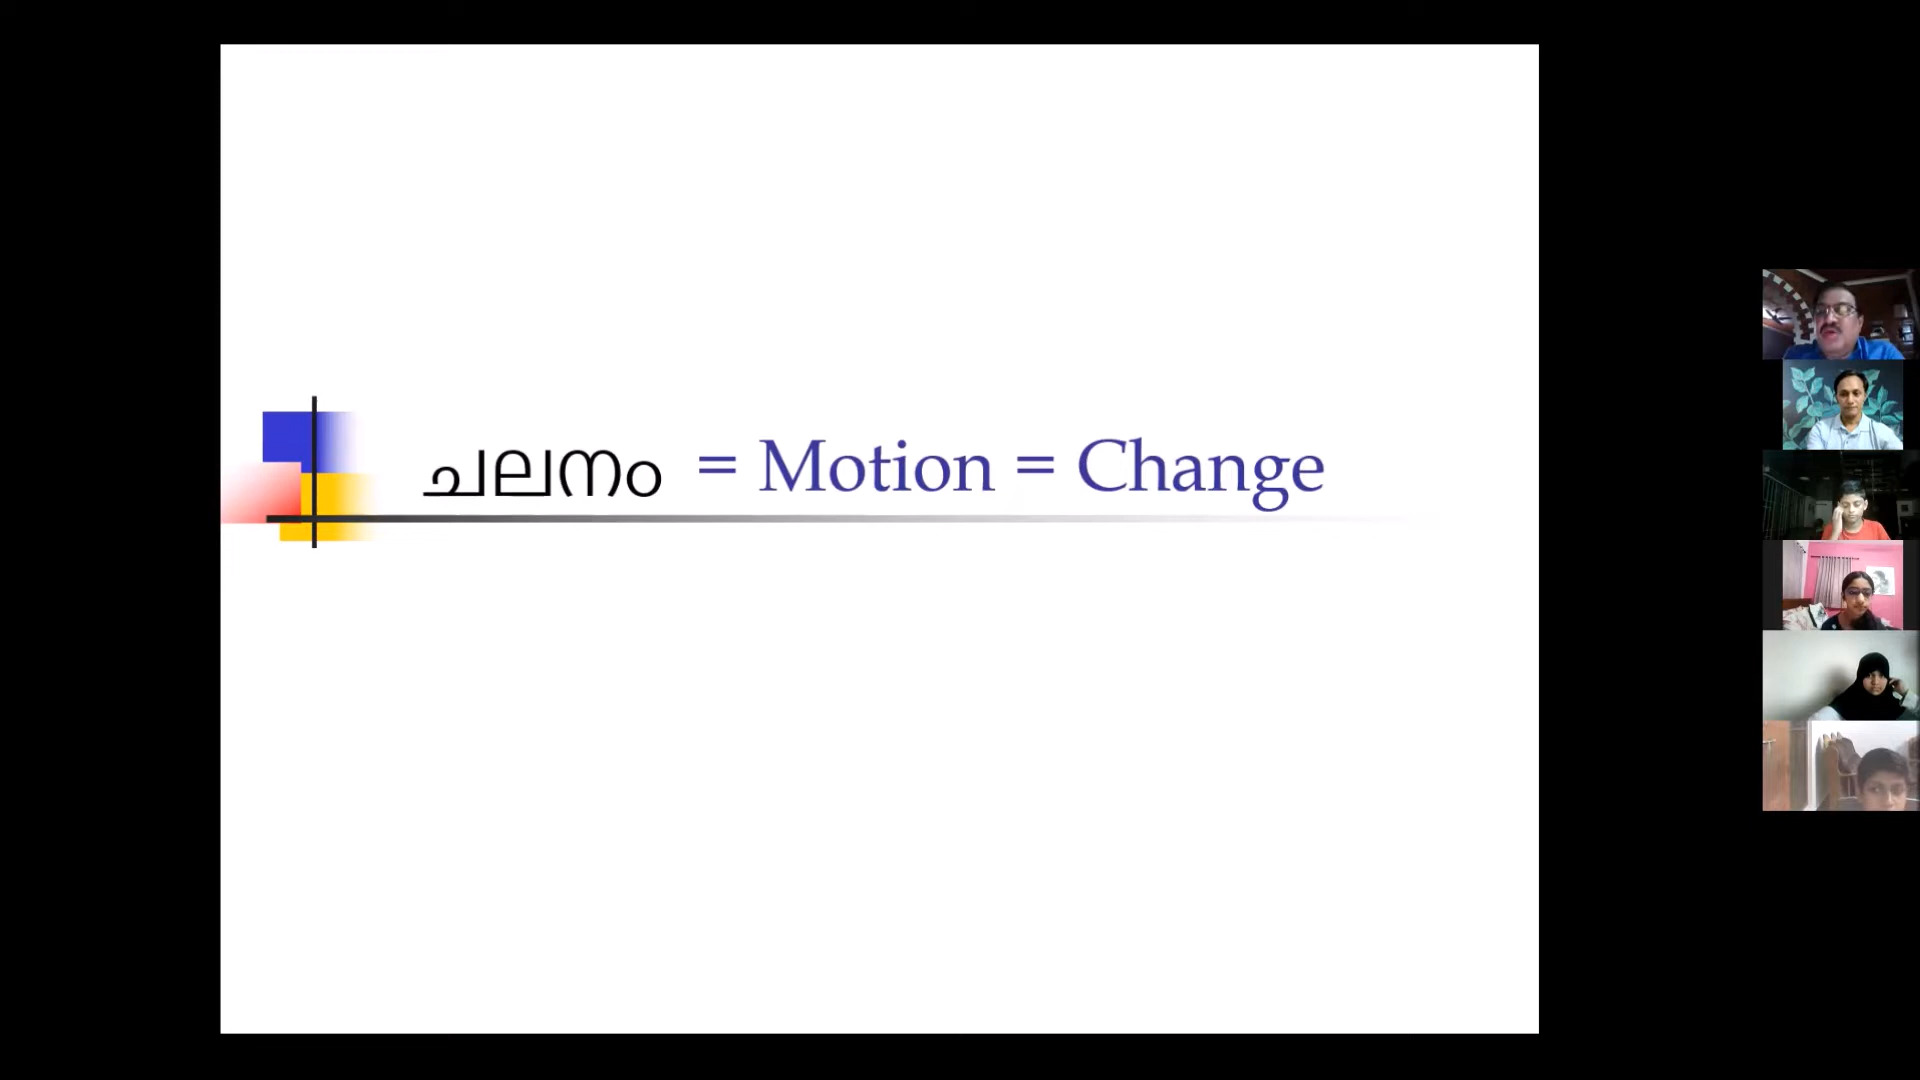 ചലനം = Motion = Change